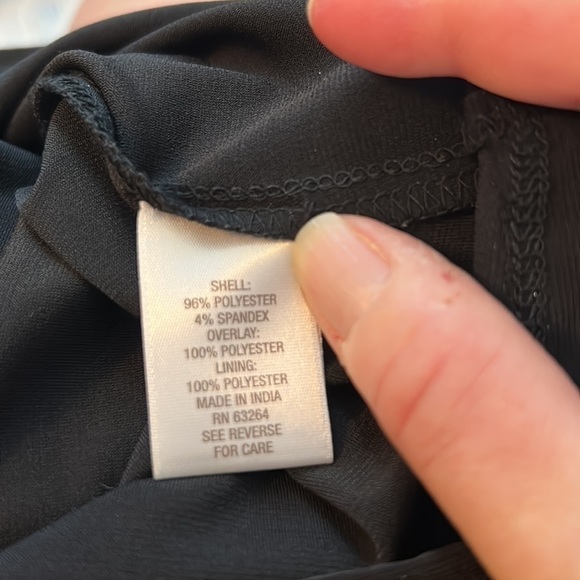 SHELL:
96% POLYESTER
4% SPANDEX
OVERLAY:
100% POLYESTER
LINING:
100% POLYESTER
MADE IN INDIA
RN 63264
SEE REVERSE
FOR CARE